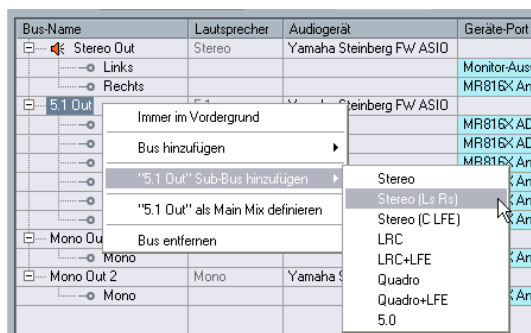 Bus-Name Lautsprecher Audiogerät Geräte-Port
Stereo Out Stereo Yamaha Steinberg FW ASIO
Links Monitor-Aus
Rechts MR816X An
5.1 Out Yamaha Steinberg FW ASIO
Immer im Vordergrund
MR816X AD
Bus hinzufügen
MR816X AD
MR816X An
"5.1 Out" Sub-Bus hinzufügen Stereo
Stereo (Ls Rs)
"5.1 Out" als Main Mix definieren
Stereo (C LFE)
Mono Ou Bus entfernen LRC
Mono LRC+LFE
Mono Out 2 Mono Yamaha S Quadro
Mono Quadro+LFE
5.0